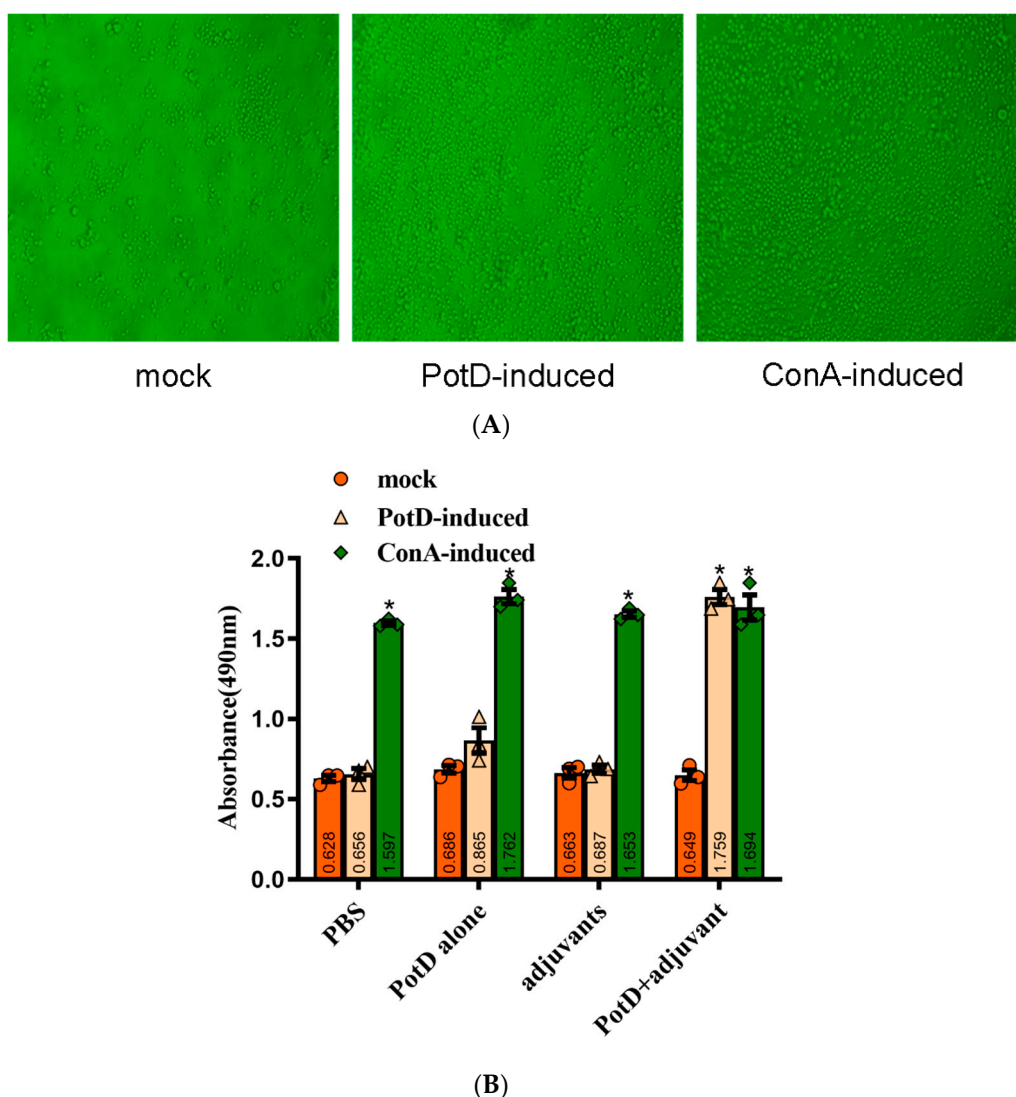 mock PotD-induced ConA-induced
(A)
mock
PotD-induced
ConA-induced
Absorbance(490nm)
2.0
1.5
1.0
0.5
0.0
* * * * *
0.628 0.656 1.597 0.686 0.865 1.762 0.663 0.687 1.653 0.649 1.759 1.694
PBS PotD alone adjuvants PotD+adjuvant
(B)